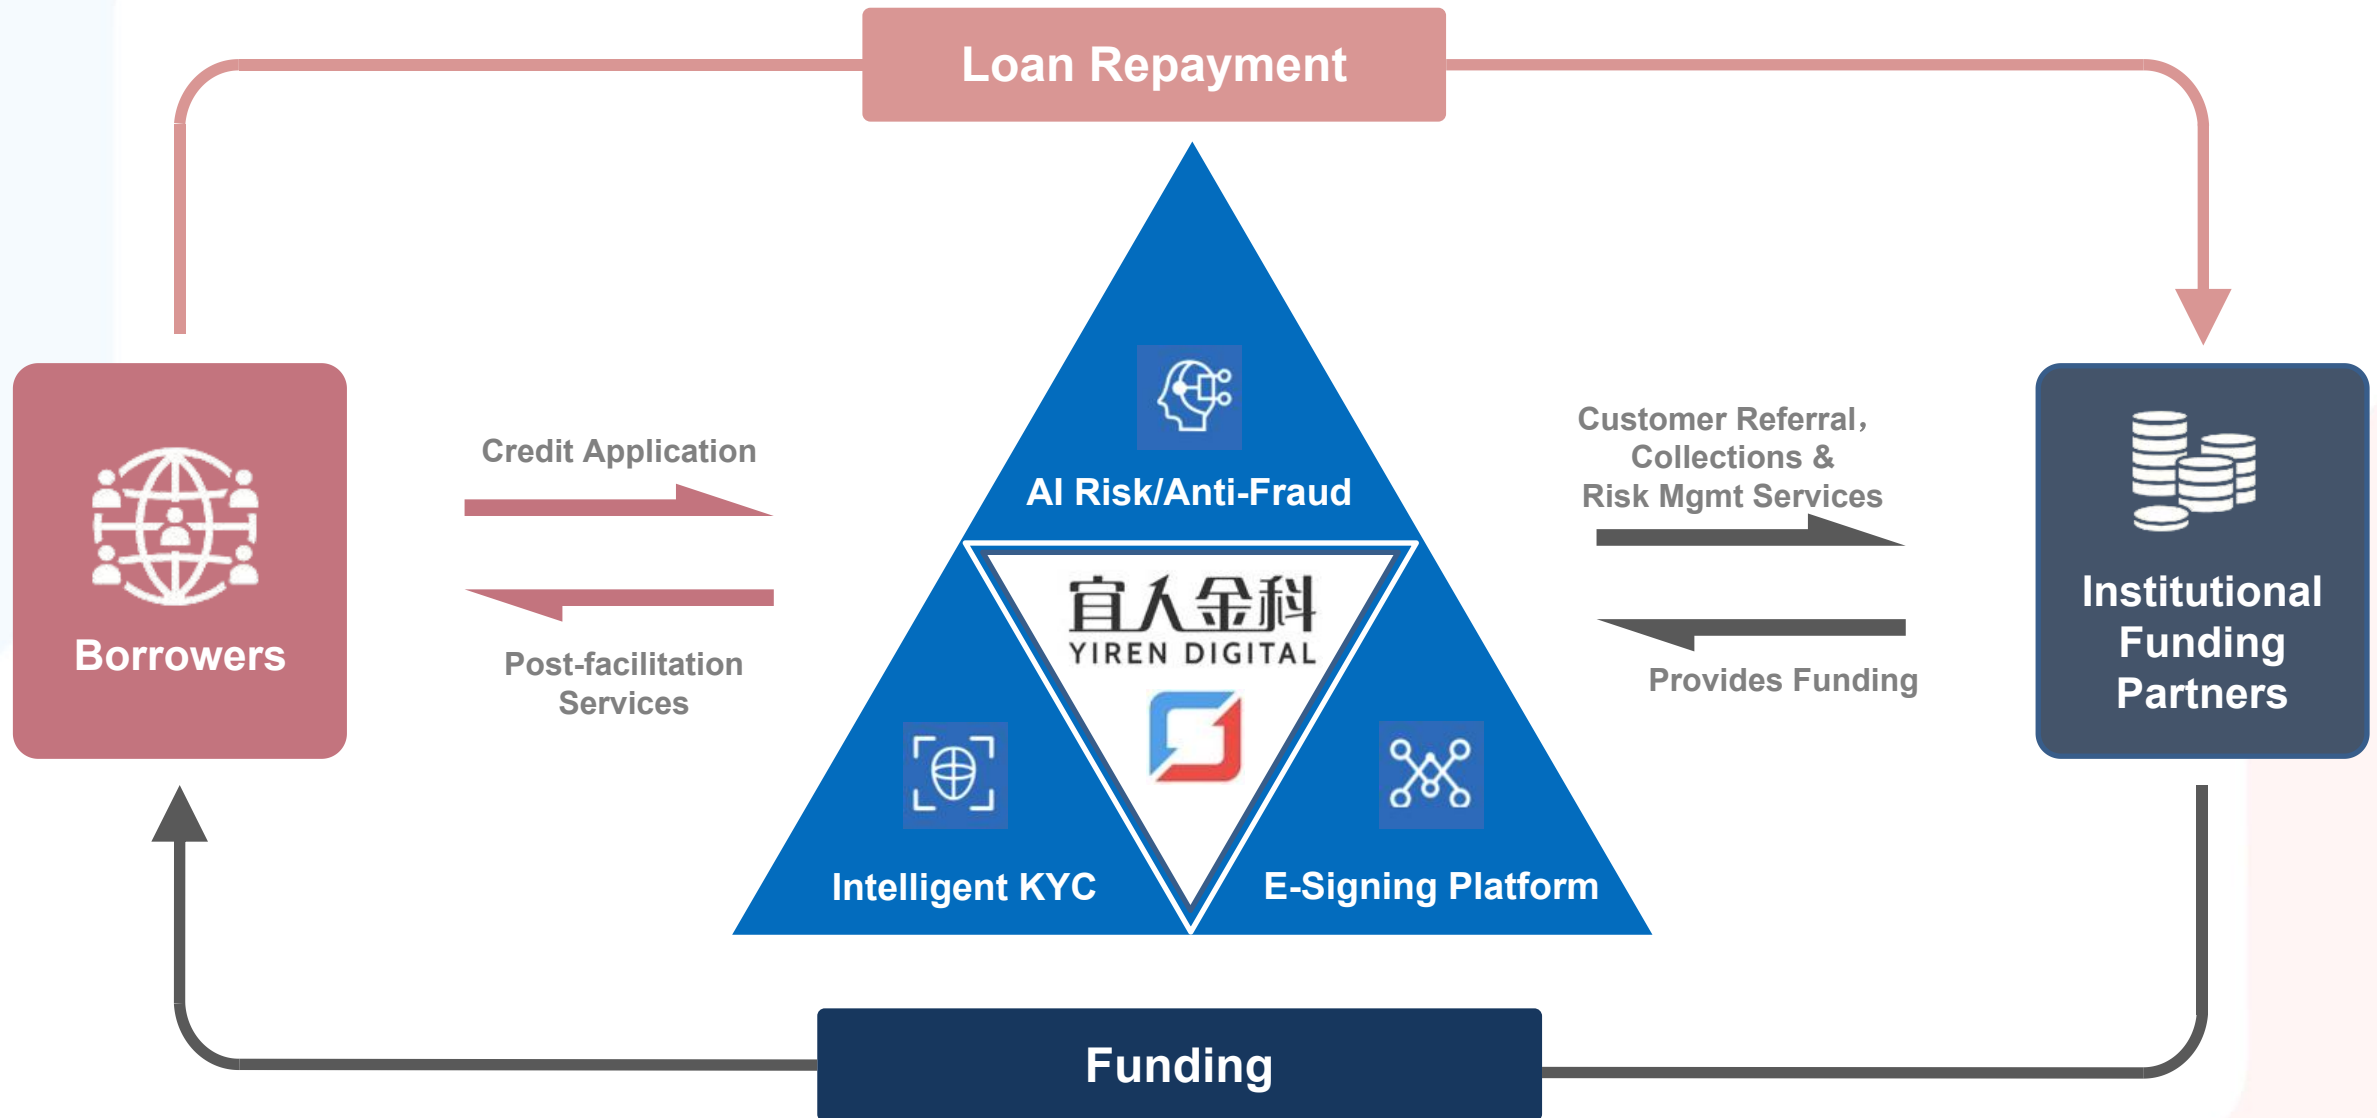 Loan Repayment
Credit Application
AI Risk/Anti-Fraud
Customer Referral，
Collections &
Risk Mgmt Services
宜人金科
YIREN DIGITAL
Borrowers
Post-facilitation
Services
Provides Funding
Institutional
Funding
Partners
Intelligent KYC
E-Signing Platform
Funding